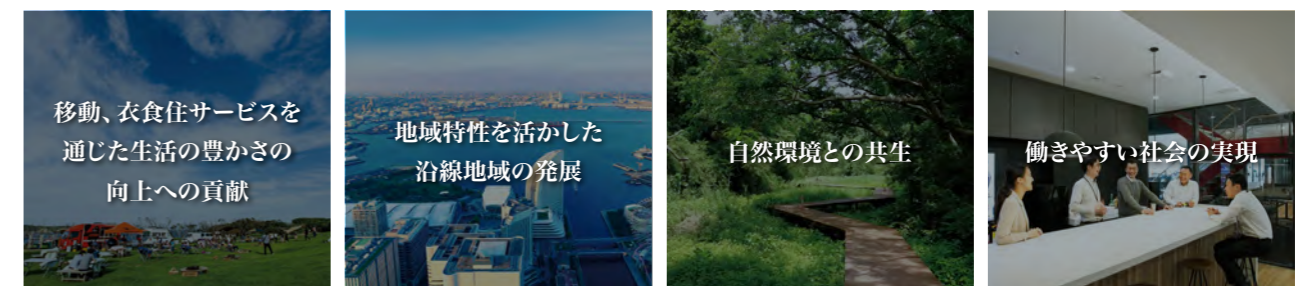 移動、衣食住サービスを
通じた生活の豊かさの
向上への貢献
地域特性を活かした
沿線地域の発展
自然環境との共生
働きやすい社会の実現